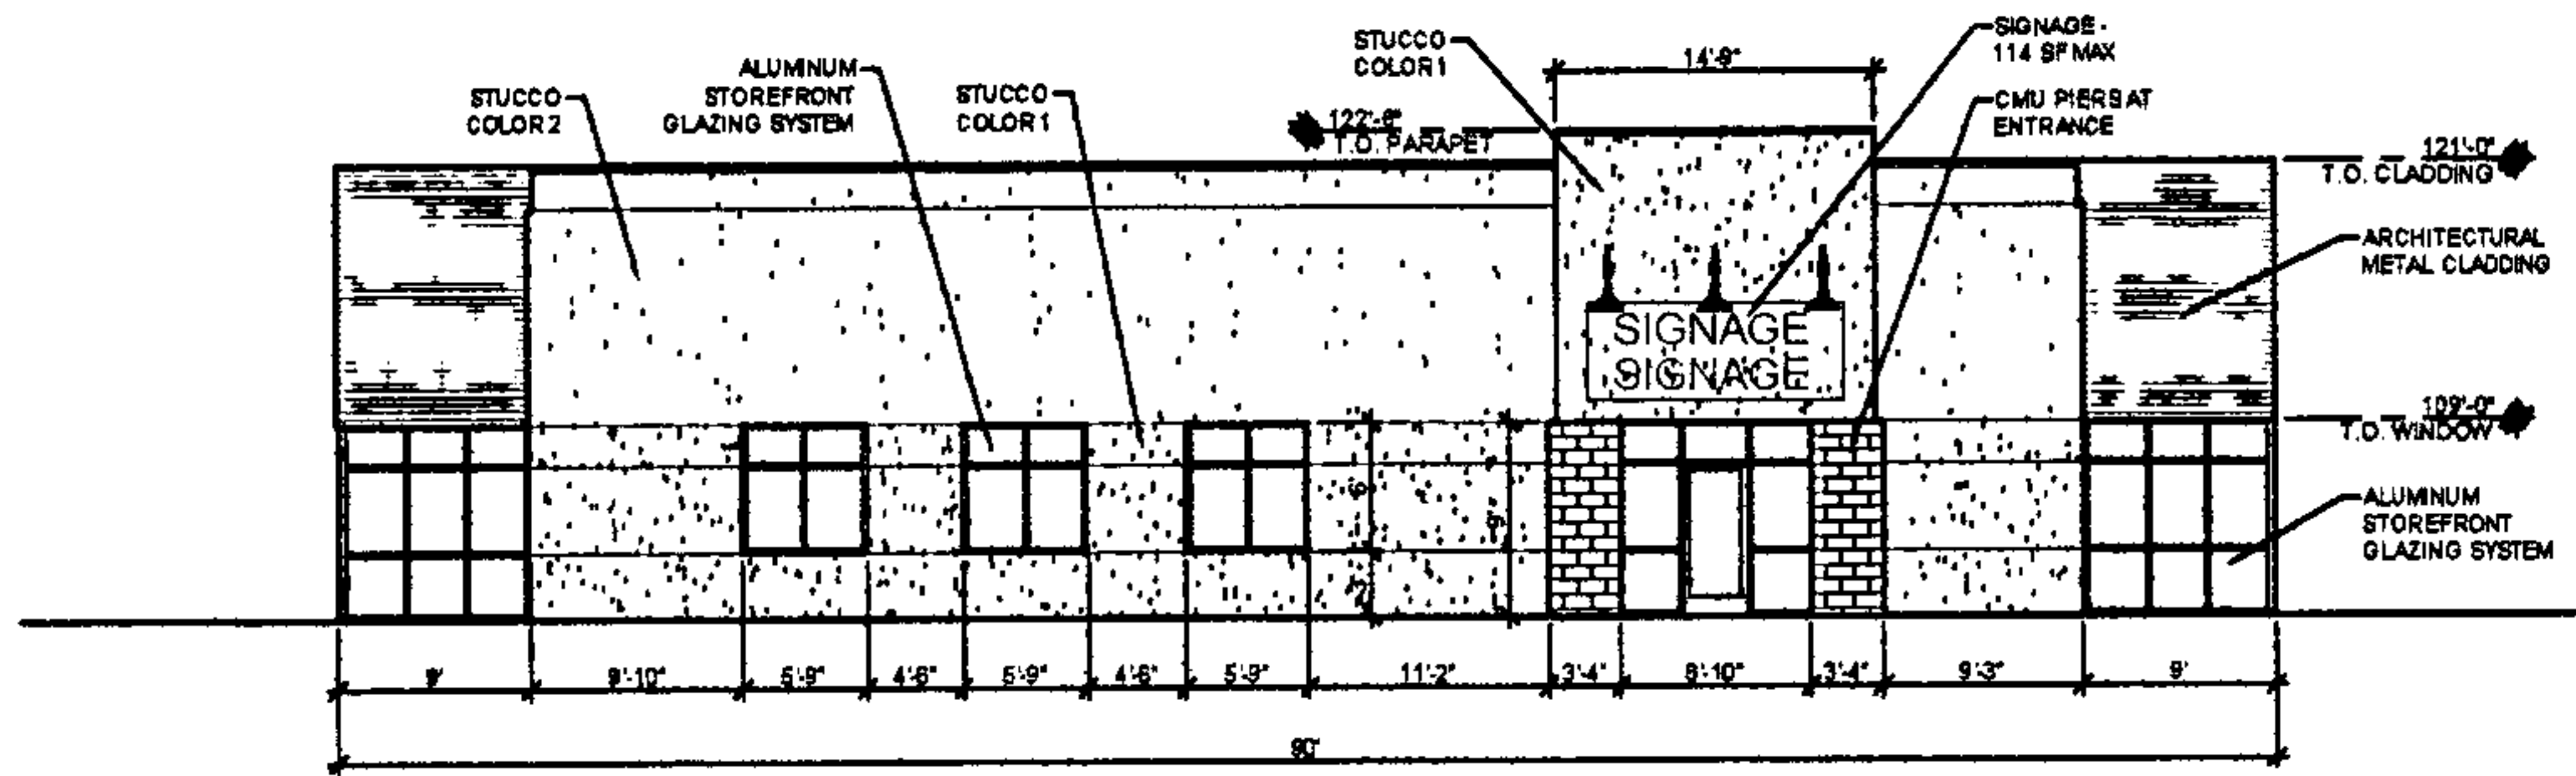 STUCCO
COLOR 2
ALUMINUM
STOREFRONT
GLAZING SYSTEM
STUCCO
COLOR 1
STUCCO
COLOR 1
14'-9"
SIGNAGE -
114 SF MAX
CMU PIERS AT
ENTRANCE
122'-6"
T.O. PARAPET
121'-0"
T.O. CLADDING
ARCHITECTURAL
METAL CLADDING
SIGNAGE
SIGNAGE
109'-0"
T.O. WINDOW
ALUMINUM
STOREFRONT
GLAZING SYSTEM
6'
3'
9'
9' 9'-10" 5'-9" 4'-6" 5'-9" 4'-6" 5'-9" 11'-2" 3'-4" 8'-10" 3'-4" 9'-3" 9'
90'